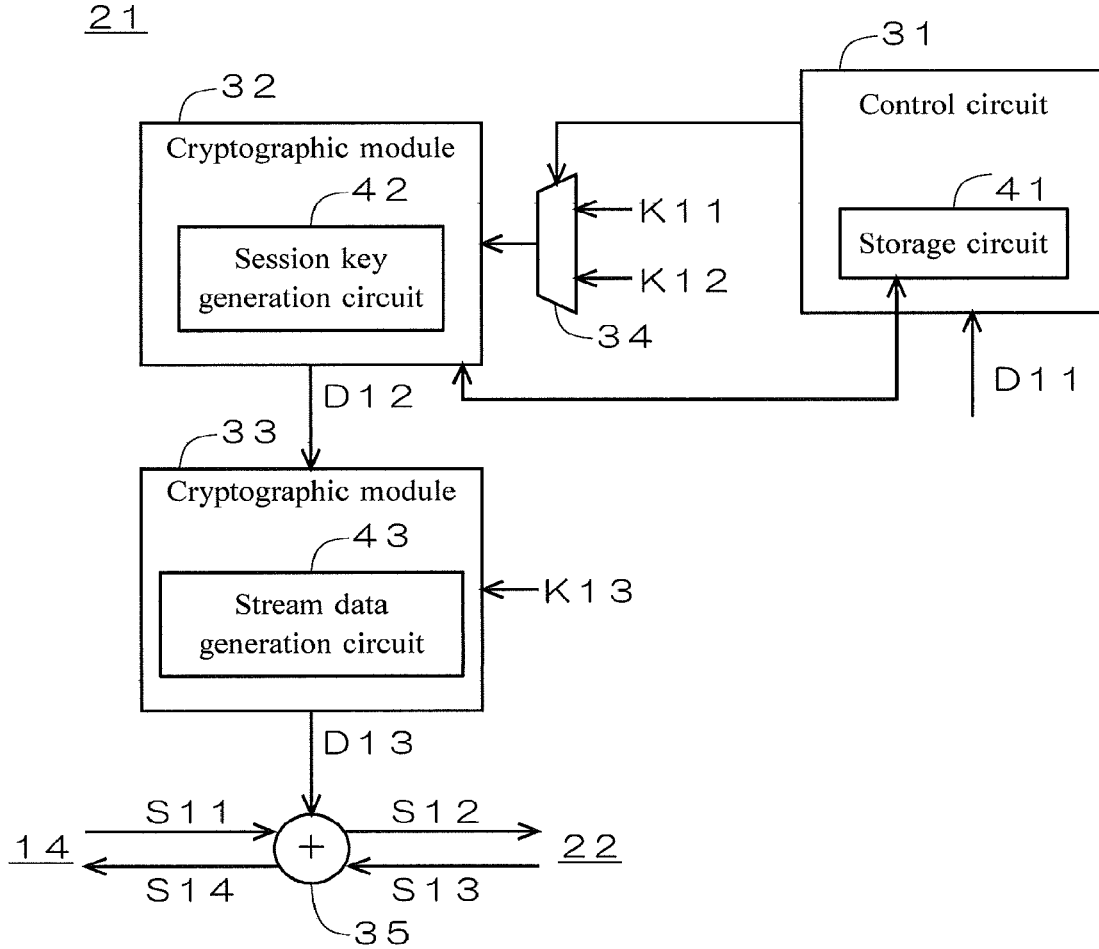 21
31
32
Control circuit
Cryptographic module
42
41
K11
Session key
generation circuit
Storage circuit
K12
34
D12
D11
33
Cryptographic module
43
K13
Stream data
generation circuit
D13
S11
S12
14
+
22
S14
S13
35